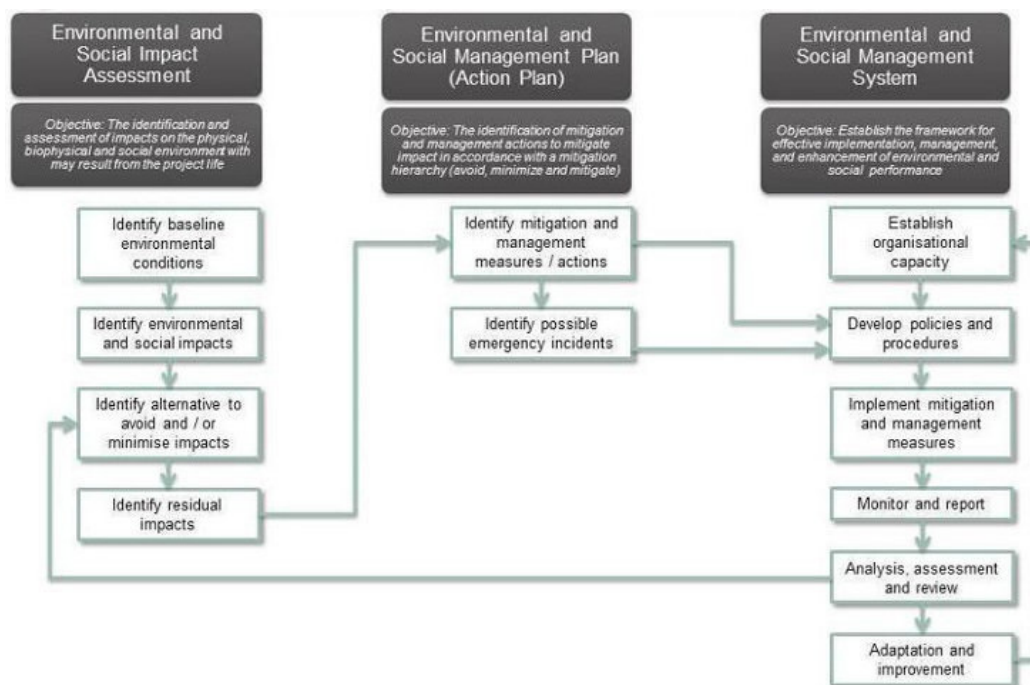 Environmental and
Social Impact
Assessment
Objective: The identification and
assessment of impacts on the physical,
biophysical and social environment with
may result from the project life
Identify baseline
environmental
conditions
Identify environmental
and social impacts
Identify alternative to
avoid and / or
minimise impacts
Identify residual
impacts
Environmental and
Social Management Plan
(Action Plan)
Objective: The identification of mitigation
and management actions to mitigate
impact in accordance with a mitigation
hierarchy (avoid, minimize and mitigate)
Identify mitigation and
management
measures / actions
Identify possible
emergency incidents
Environmental and
Social Management
System
Objective: Establish the framework for
effective implementation, management,
and enhancement of environmental and
social performance
Establish
organisational
capacity
Develop policies and
procedures
Implement mitigation
and management
measures
Monitor and report
Analysis, assessment
and review
Adaptation and
improvement